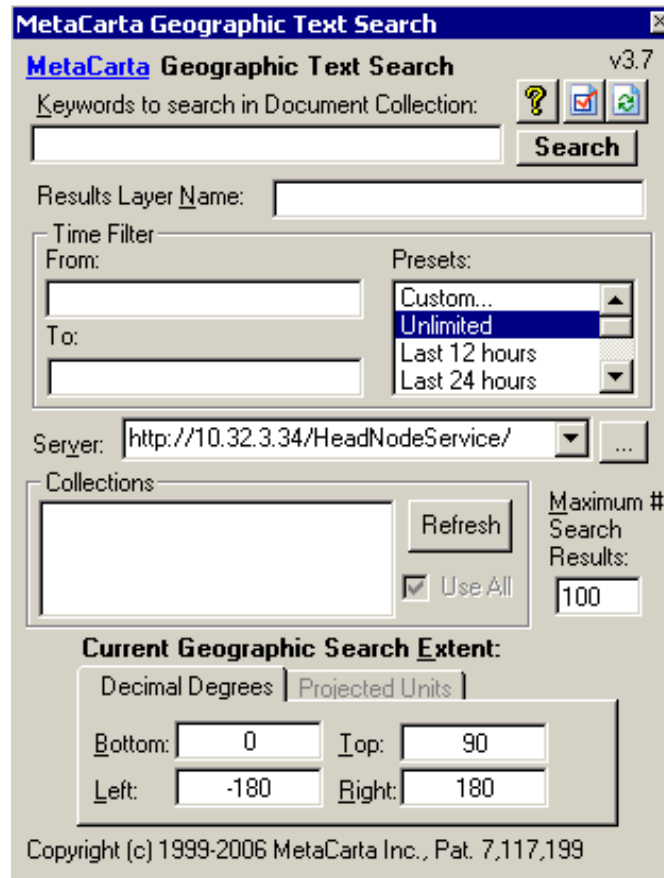 MetaCarta Geographic Text Search
MetaCarta Geographic Text Search v3.7
Keywords to search in Document Collection:
Search
Results Layer Name:
Time Filter
From: Presets:
Custom...
Unlimited
To:
Last 12 hours
Last 24 hours
Server: http://10.32.3.34/HeadNodeService/ ...
Collections
Maximum #
Refresh Search
Results:
Use All 100
Current Geographic Search Extent:
Decimal Degrees Projected Units
Bottom: 0 Top: 90
Left: -180 Right: 180
Copyright (c) 1999-2006 MetaCarta Inc., Pat. 7,117,199